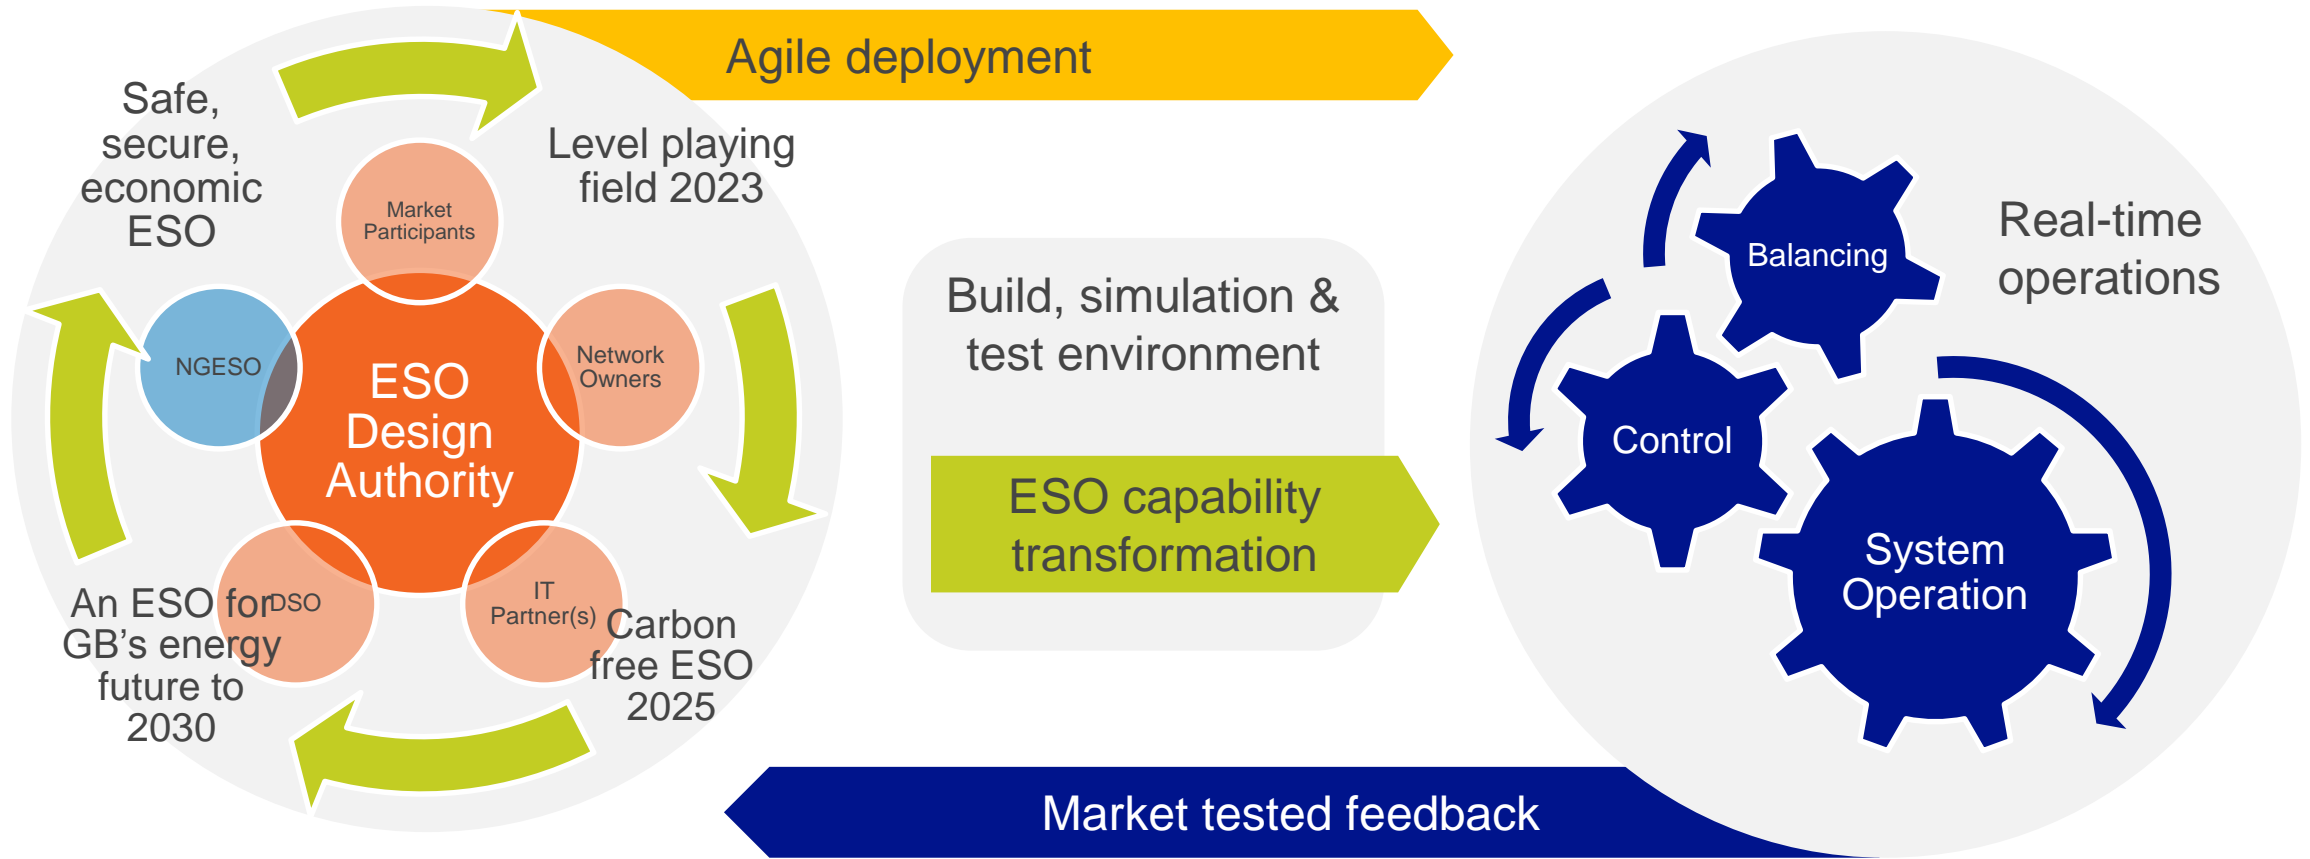 Agile deployment
Safe,
secure,
economic
ESO
Level playing
field 2023
Market
Participants
NGESO
Network
Owners
ESO
Design
Authority
DSO
IT
Partner(s)
An ESO for
GB’s energy
future to
2030
Carbon
free ESO
2025
Build, simulation &
test environment
ESO capability
transformation
Real-time
operations
Balancing
Control
System
Operation
Market tested feedback